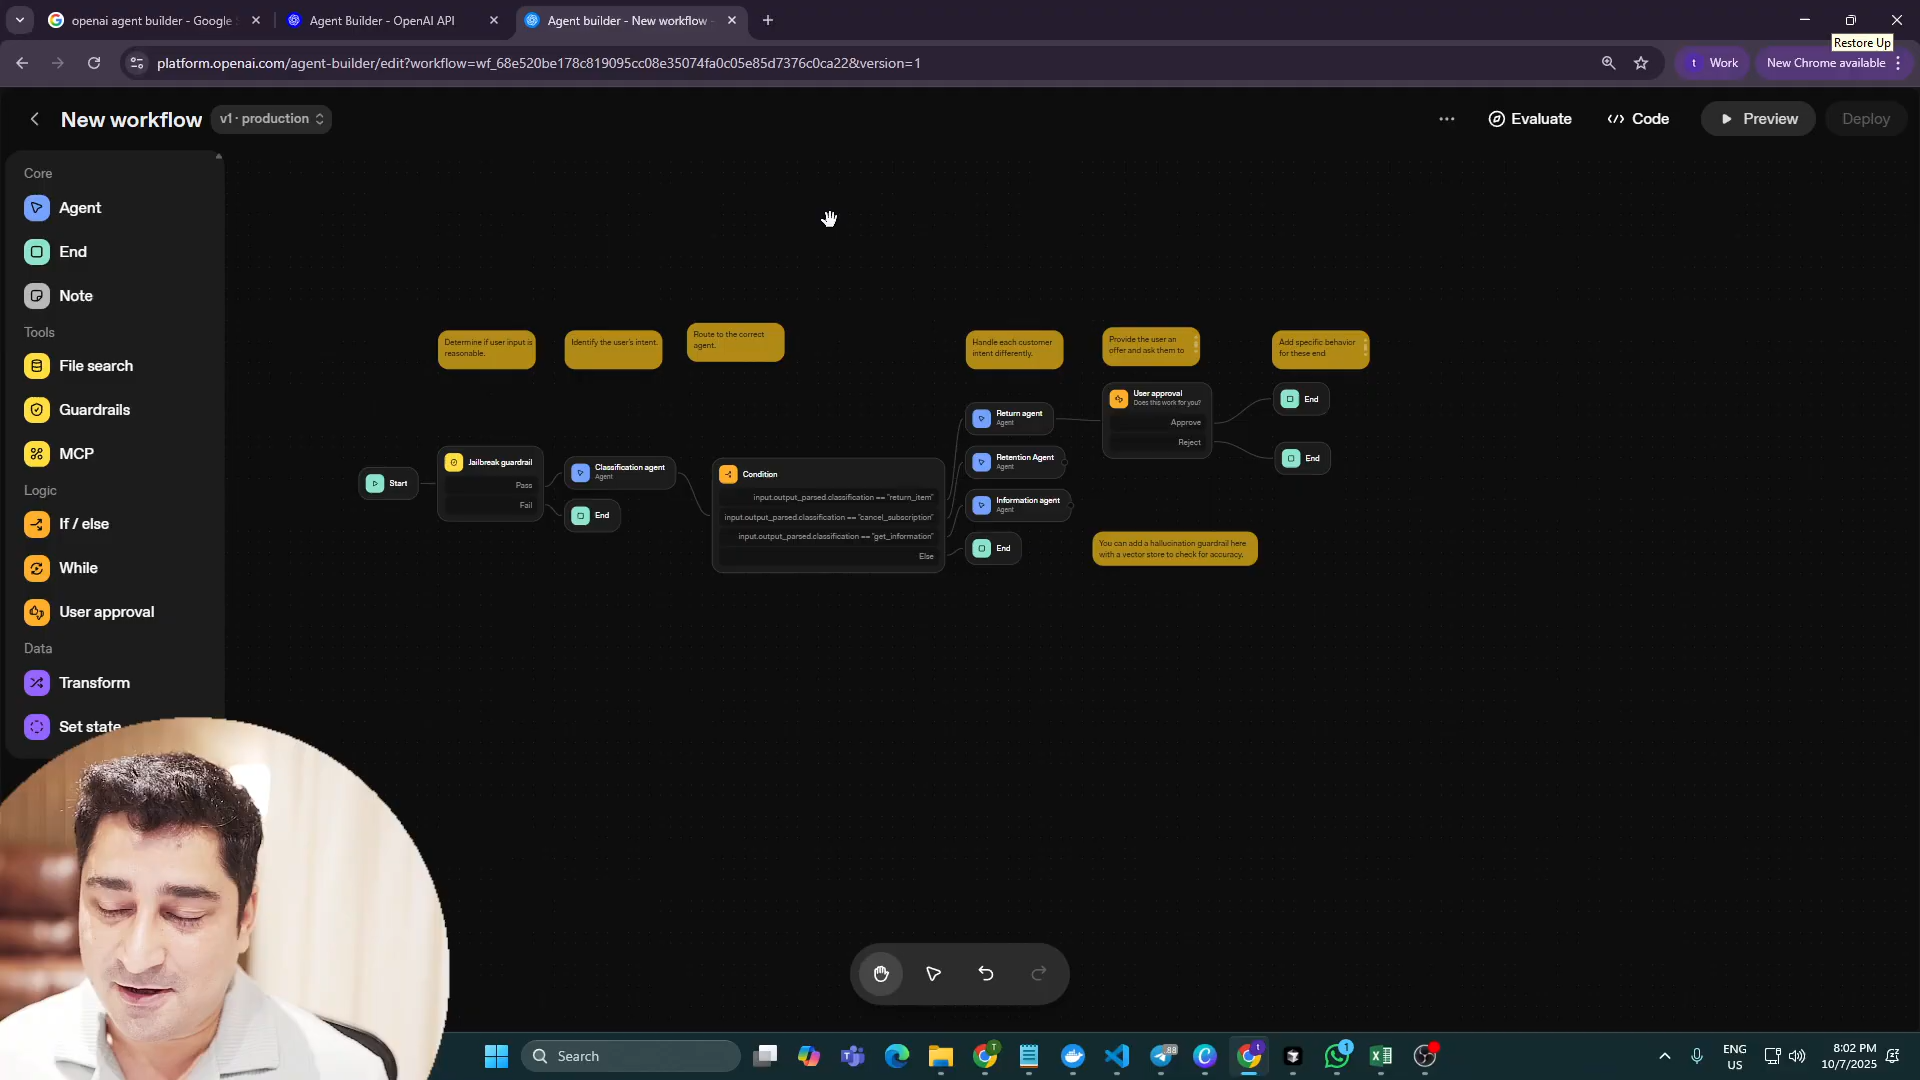 openai agent builder - Google
Agent Builder - OpenAI API
Agent builder - New workflow
Restore Up
platform.openai.com/agent-builder/edit?workflow=wf_68e520be178c819095cc08e35074fa0c05e85d7376c0ca22&version=1
t Work
New Chrome available
New workflow
v1 · production
Evaluate
Code
Preview
Deploy
Core
Agent
End
Note
Tools
File search
Guardrails
MCP
Logic
If / else
While
User approval
Data
Transform
Set state
Determine if user input is
reasonable.
Identify the user's intent.
Route to the correct
agent.
Handle each customer
intent differently.
Provide the user an
offer and ask them to
Add specific behavior
for these end
Start
Jailbreak guardrail
Pass
Fail
Classification agent
Agent
End
Condition
input.output_parsed.classification == "return_item"
input.output_parsed.classification == "cancel_subscription"
input.output_parsed.classification == "get_information"
Else
Return agent
Agent
Retention Agent
Agent
Information agent
Agent
End
User approval
Does this work for you?
Approve
Reject
End
End
You can add a hallucination guardrail here
with a vector store to check for accuracy.
Search
88
1
ENG
US
8:02 PM
10/7/2025